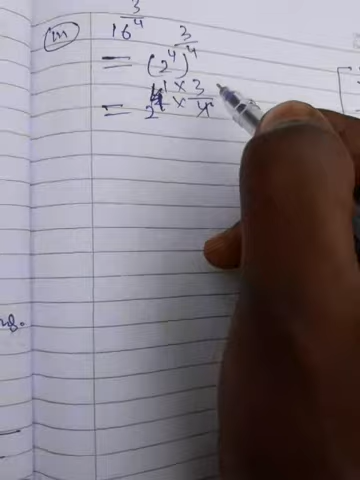 (iii) 16^(3/4)
= (2^4)^(3/4)
= 2^(4 × 3/4)